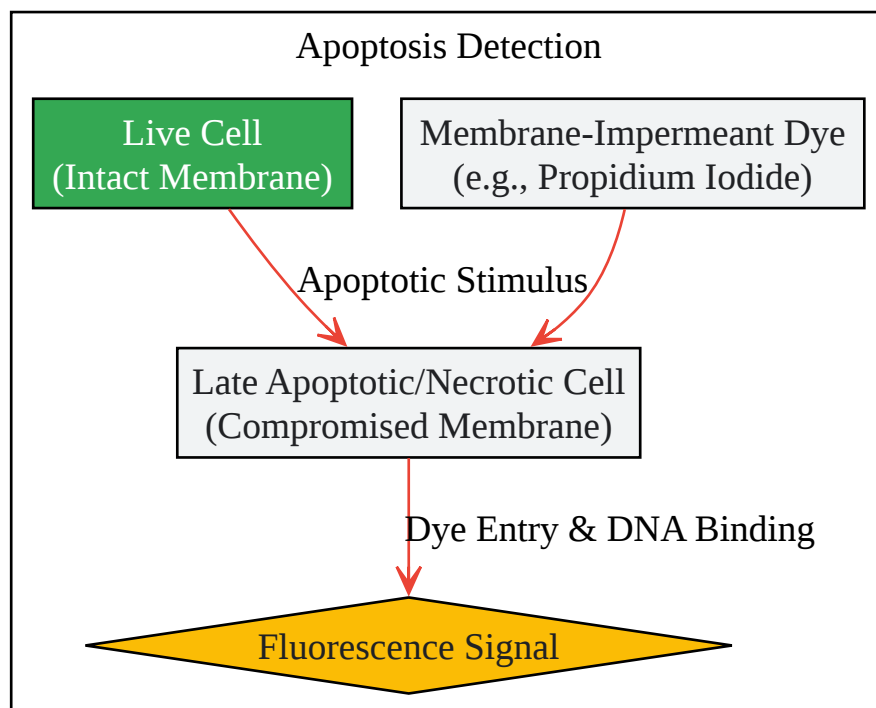 Apoptosis Detection
Live Cell
(Intact Membrane)
Membrane-Impermeant Dye
(e.g., Propidium Iodide)
Apoptotic Stimulus
Late Apoptotic/Necrotic Cell
(Compromised Membrane)
Dye Entry & DNA Binding
Fluorescence Signal